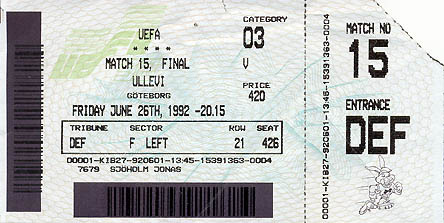 UEFA
* * * *
MATCH 15, FINAL
ULLEVI
GÖTEBORG
FRIDAY JUNE 26TH, 1992 -20.15
CATEGORY
03
V
PRICE
420
TRIBUNE SECTOR ROW SEAT
DEF F LEFT 21 426
00001-KIB27-920601-13:45-15391363-0004
7679 SJÖHOLM JONAS
00001-KIB27-920601-13:45-15391363-0004
MATCH NO
15
ENTRANCE
DEF